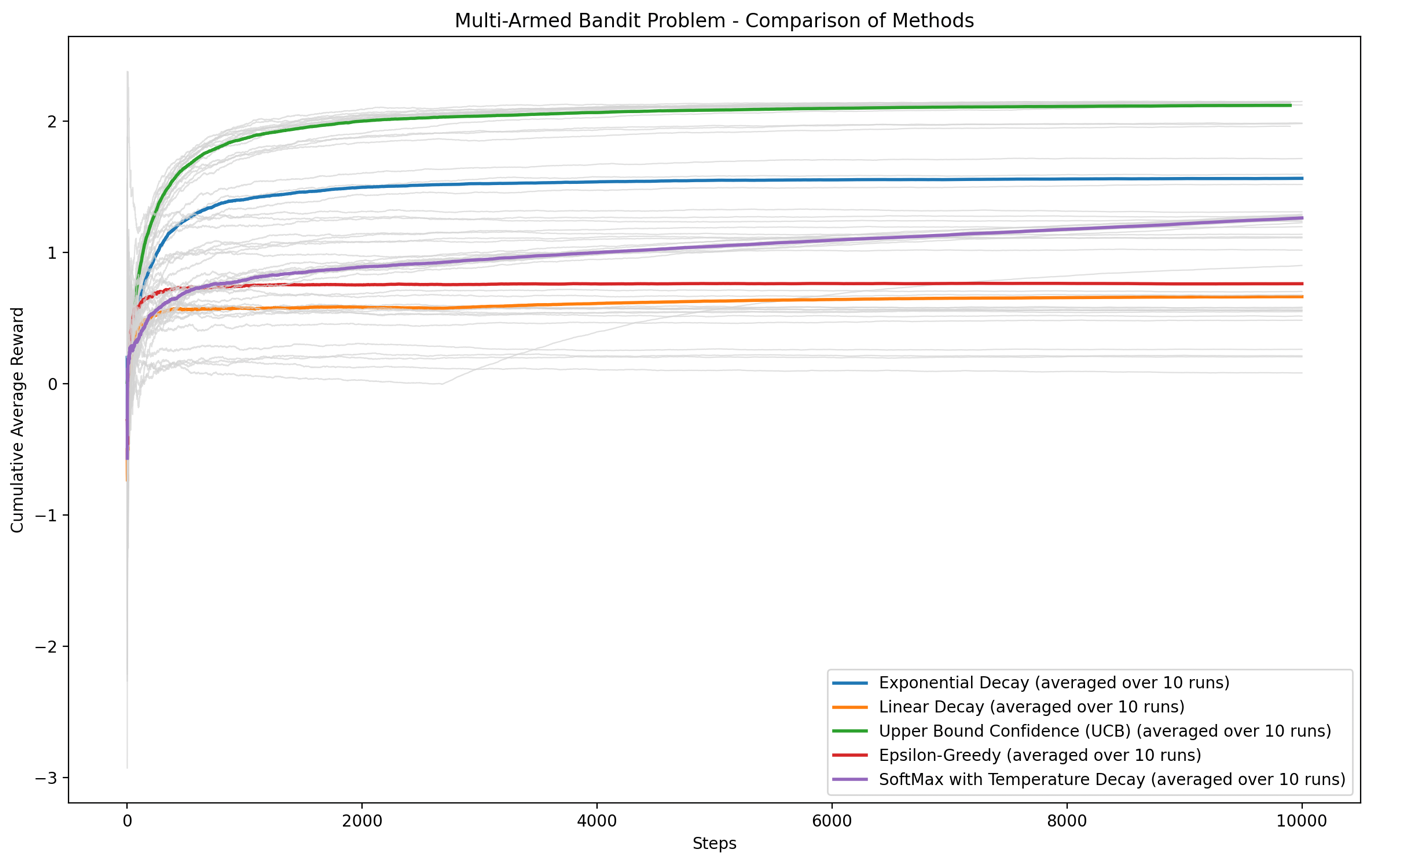 Multi-Armed Bandit Problem - Comparison of Methods
Cumulative Average Reward
2
1
0
−1
−2
−3
0
2000
4000
6000
8000
10000
Steps
Exponential Decay (averaged over 10 runs)
Linear Decay (averaged over 10 runs)
Upper Bound Confidence (UCB) (averaged over 10 runs)
Epsilon-Greedy (averaged over 10 runs)
SoftMax with Temperature Decay (averaged over 10 runs)